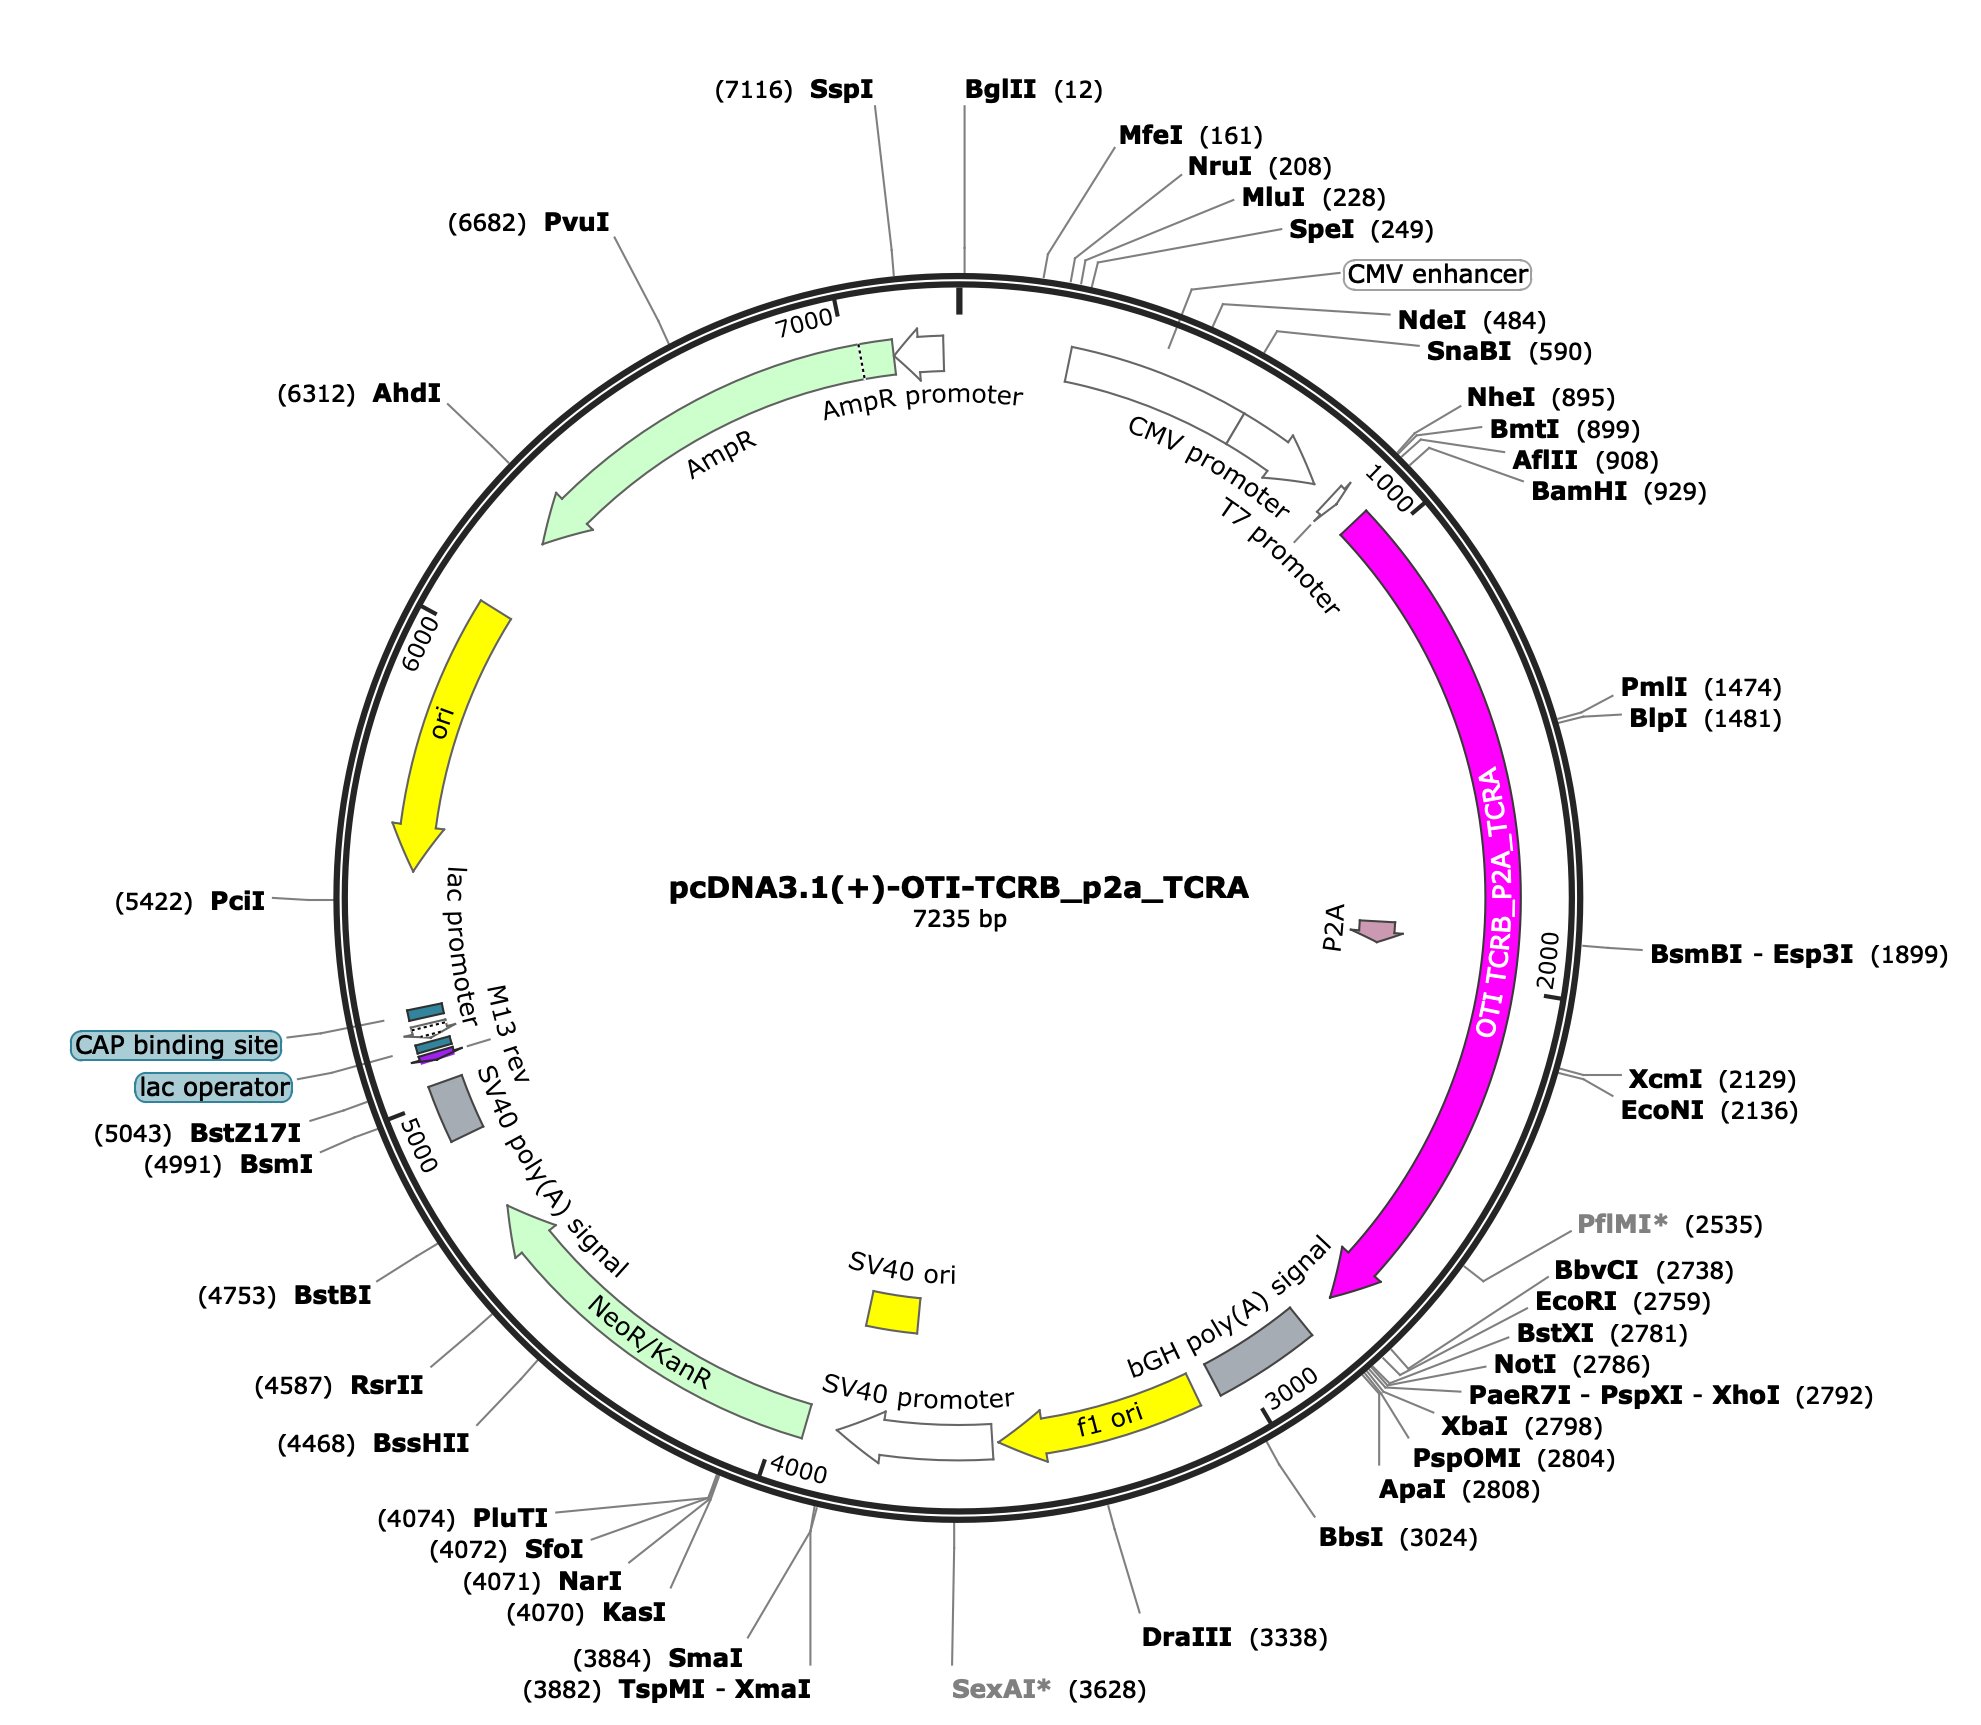 (7116) SspI
BglII (12)
MfeI (161)
NruI (208)
MluI (228)
SpeI (249)
CMV enhancer
NdeI (484)
SnaBI (590)
NheI (895)
BmtI (899)
AflII (908)
BamHI (929)
PmlI (1474)
BlpI (1481)
BsmBI - Esp3I (1899)
XcmI (2129)
EcoNI (2136)
PflMI* (2535)
BbvCI (2738)
EcoRI (2759)
BstXI (2781)
NotI (2786)
PaeR7I - PspXI - XhoI (2792)
XbaI (2798)
PspOMI (2804)
ApaI (2808)
BbsI (3024)
DraIII (3338)
SexAI* (3628)
(3882) TspMI - XmaI
(3884) SmaI
(4070) KasI
(4071) NarI
(4072) SfoI
(4074) PluTI
(4468) BssHII
(4587) RsrII
(4753) BstBI
(4991) BsmI
(5043) BstZ17I
lac operator
CAP binding site
(5422) PciI
(6312) AhdI
(6682) PvuI
7000
1000
2000
3000
4000
5000
6000
AmpR promoter
AmpR
CMV promoter
T7 promoter
OTI TCRB_P2A_TCRA
P2A
pcDNA3.1(+)-OTI-TCRB_p2a_TCRA
7235 bp
ori
lac promoter
M13 rev
SV40 poly(A) signal
NeoR/KanR
SV40 ori
SV40 promoter
f1 ori
bGH poly(A) signal